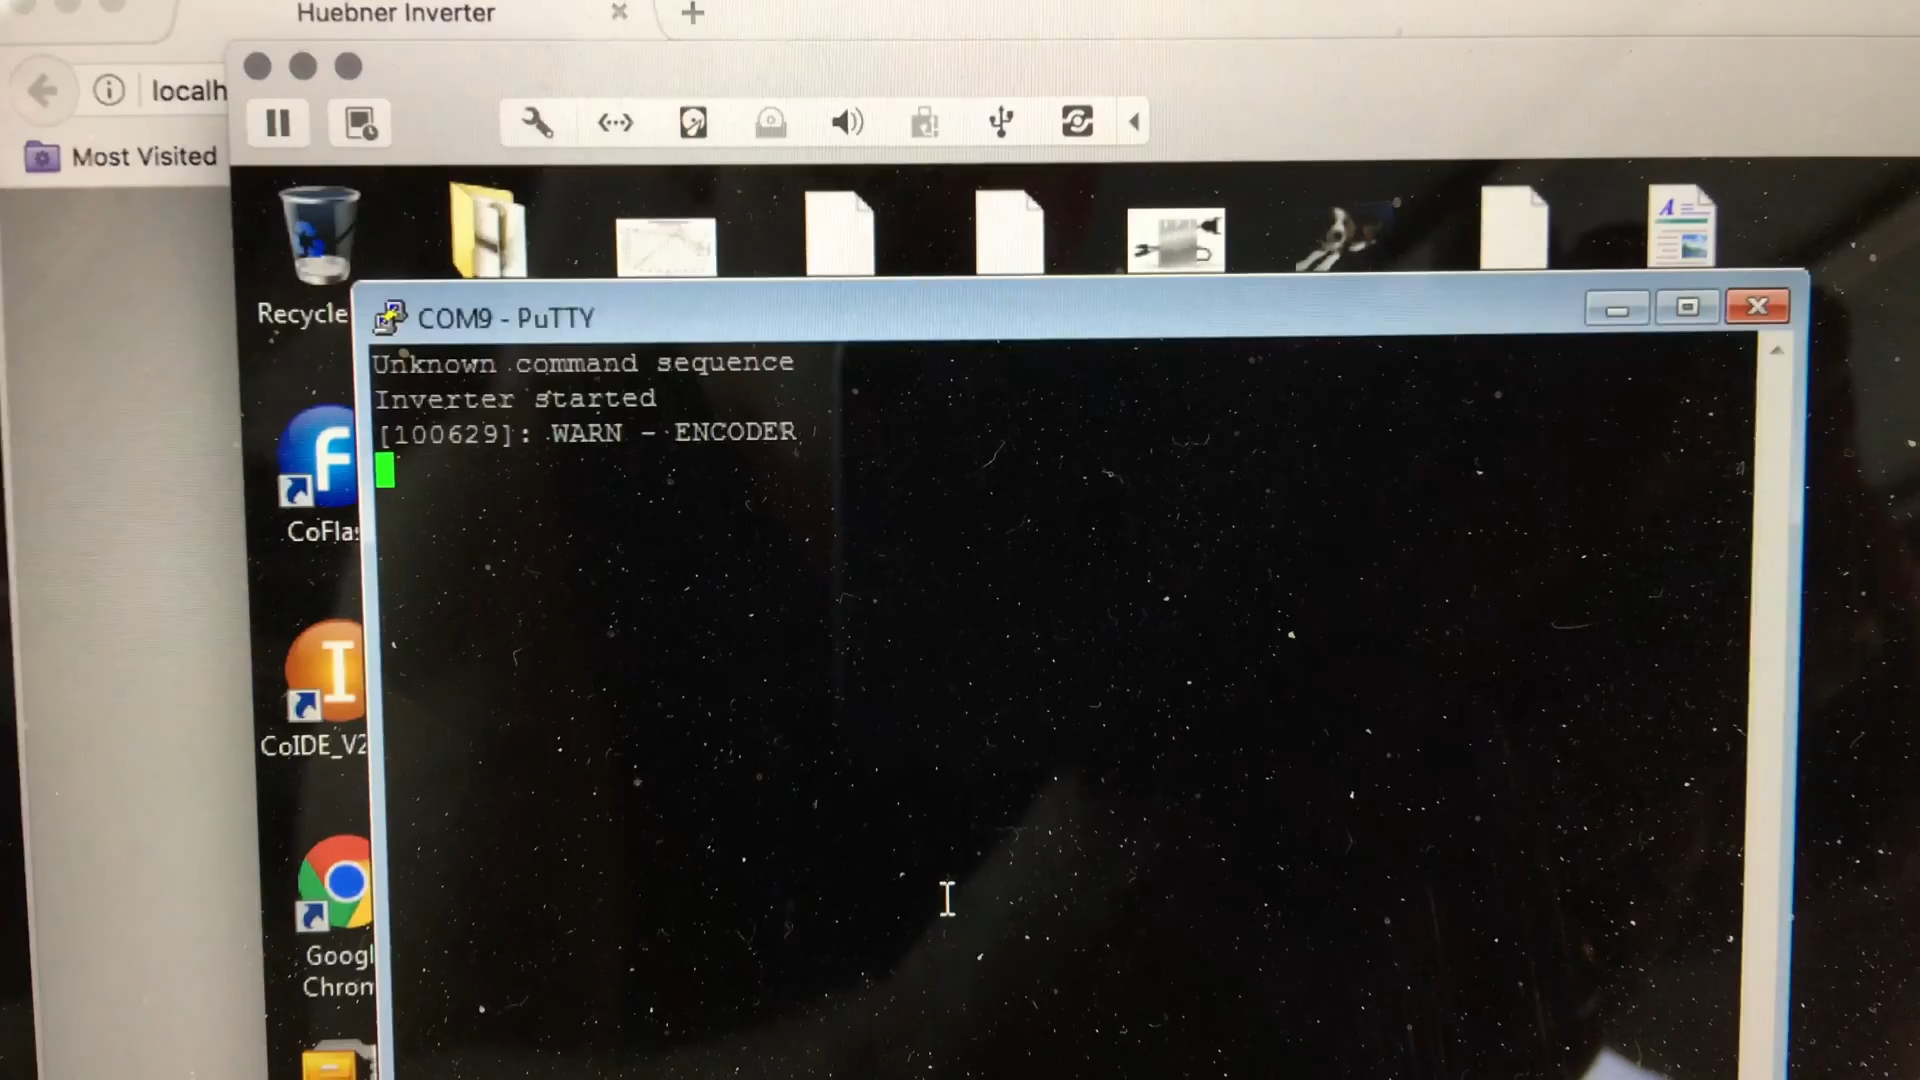 Huebner Inverter
localh
Most Visited
Recycle
COM9 - PuTTY
Unknown command sequence
Inverter started
[100629]: WARN - ENCODER
CoFla
CoIDE_V2
Googl
Chrom